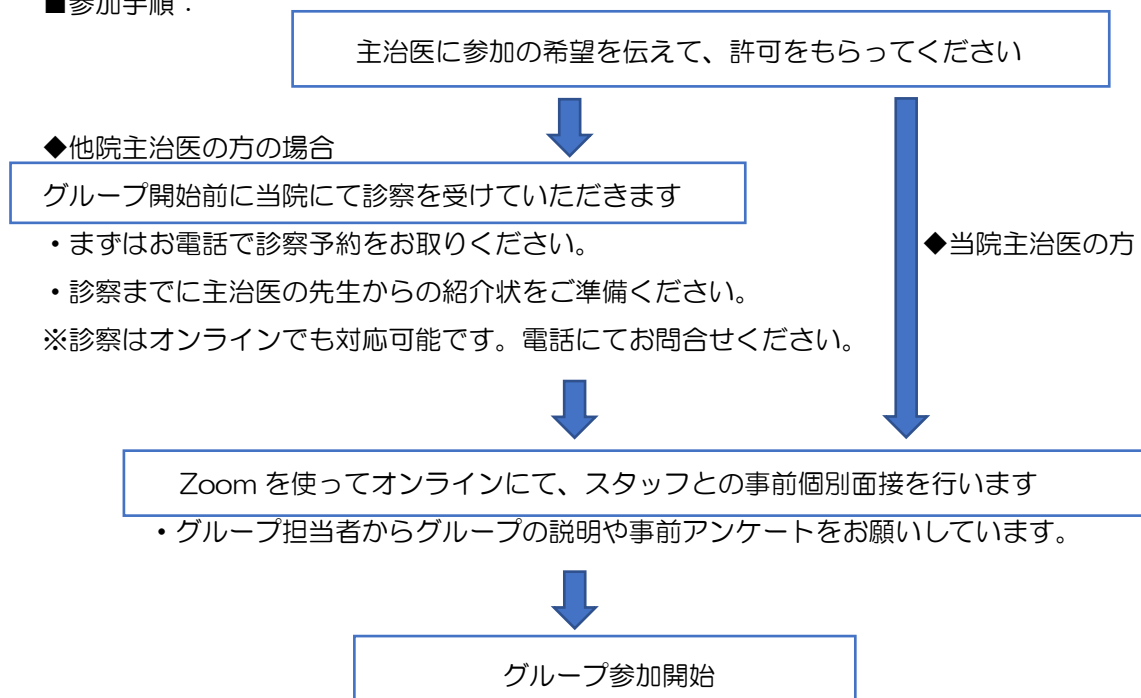 ■参加手順：
主治医に参加の希望を伝えて、許可をもらってください
◆他院主治医の方の場合
グループ開始前に当院にて診察を受けていただきます
・まずはお電話で診察予約をお取りください。
◆当院主治医の方
・診察までに主治医の先生からの紹介状をご準備ください。
※診察はオンラインでも対応可能です。電話にてお問合せください。
Zoom を使ってオンラインにて、スタッフとの事前個別面接を行います
・グループ担当者からグループの説明や事前アンケートをお願いしています。
グループ参加開始